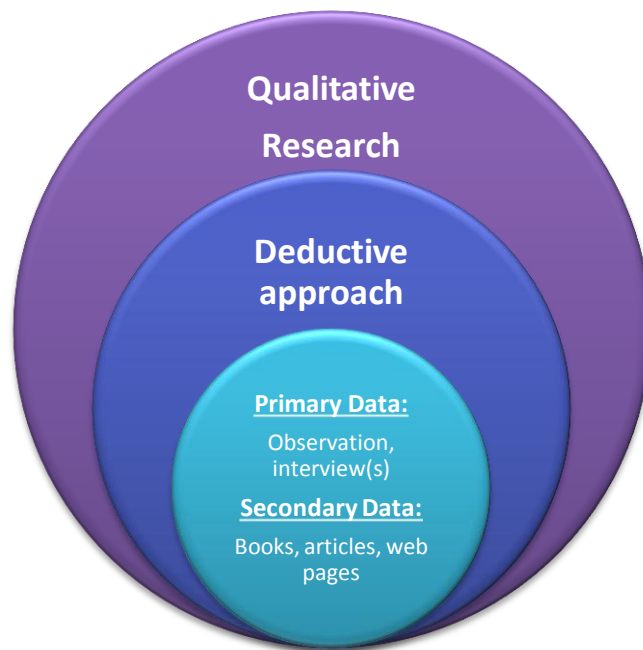 Qualitative
Research
Deductive
approach
Primary Data:
Observation,
interview(s)
Secondary Data:
Books, articles, web
pages